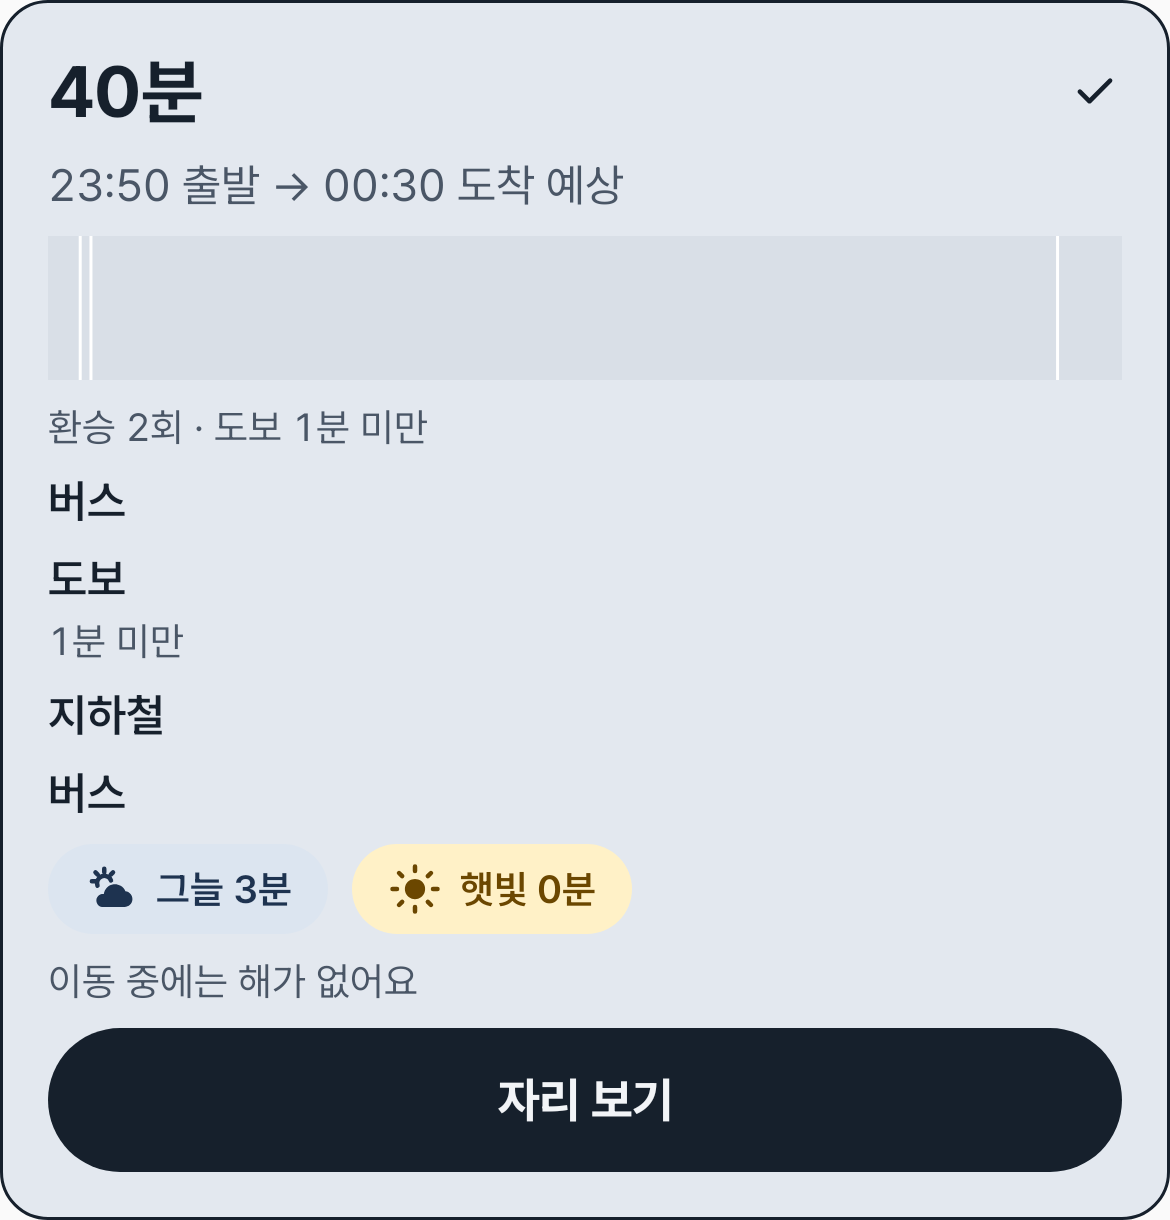 40분
23:50 출발 → 00:30 도착 예상
환승 2회 · 도보 1분 미만
버스
도보
1분 미만
지하철
버스
그늘 3분
햇빛 0분
이동 중에는 해가 없어요
자리 보기